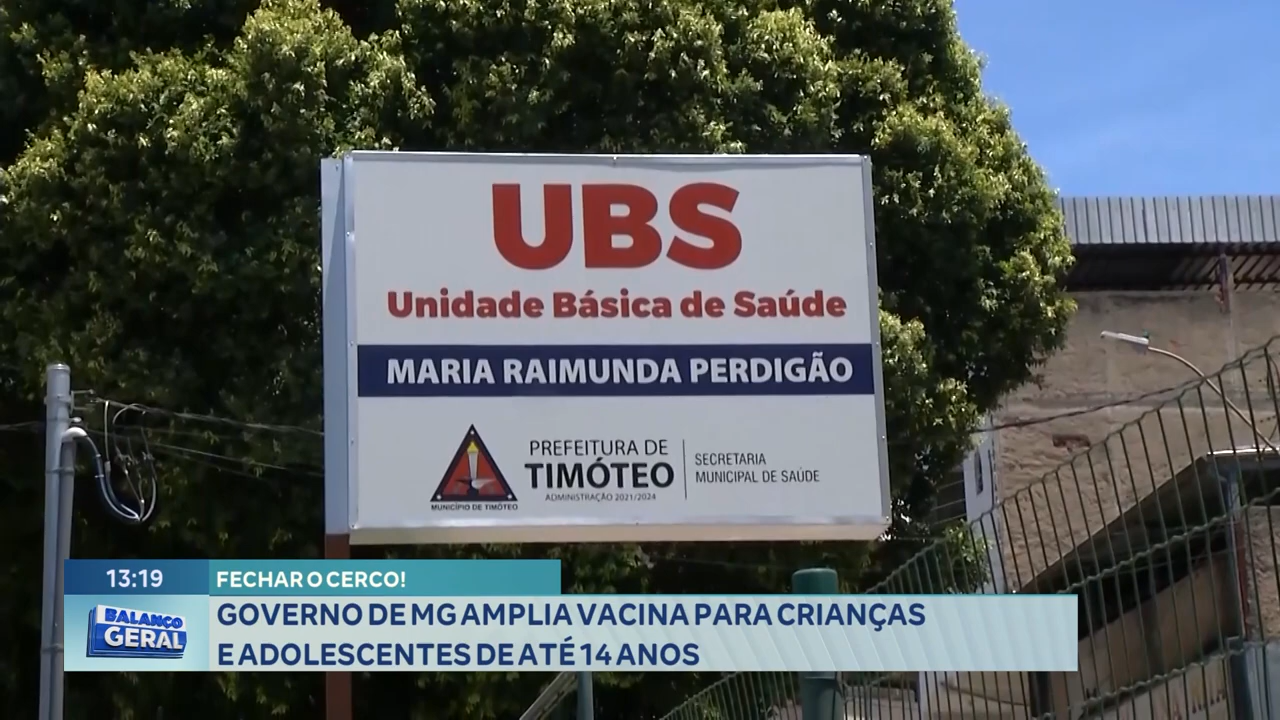 UBS
Unidade Básica de Saúde
MARIA RAIMUNDA PERDIGÃO
MUNICÍPIO DE TIMÓTEO
PREFEITURA DE
TIMÓTEO
ADMINISTRAÇÃO 2021/2024
SECRETARIA
MUNICIPAL DE SAÚDE
13:19
FECHAR O CERCO!
BALANÇO
GERAL
GOVERNO DE MG AMPLIA VACINA PARA CRIANÇAS
E ADOLESCENTES DE ATÉ 14 ANOS